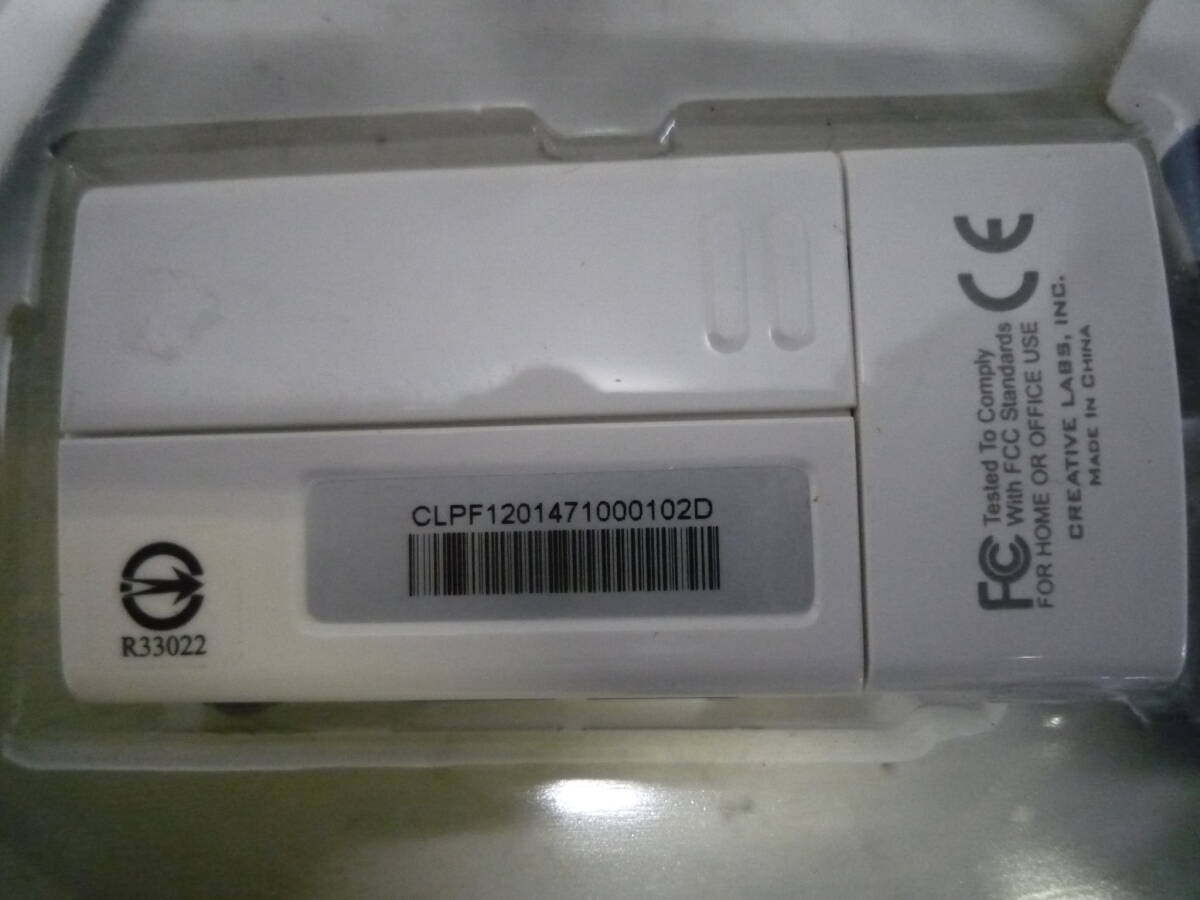 CLPF1201471000102D
R33022
FC Tested To Comply
With FCC Standards
FOR HOME OR OFFICE USE
CE
CREATIVE LABS, INC.
MADE IN CHINA